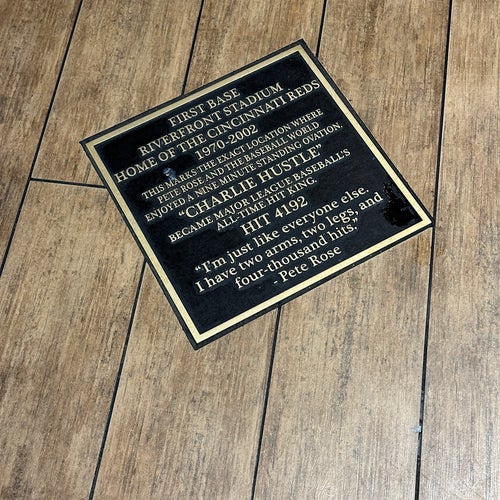 FIRST BASE
RIVERFRONT STADIUM
HOME OF THE CINCINNATI REDS
1970-2002
THIS MARKS THE EXACT LOCATION WHERE
PETE ROSE AND THE BASEBALL WORLD
ENJOYED A NINE MINUTE STANDING OVATION.
"CHARLIE HUSTLE"
BECAME MAJOR LEAGUE BASEBALL'S
ALL-TIME HIT KING.
HIT 4192
"I'm just like everyone else.
I have two arms, two legs, and
four-thousand hits."
- Pete Rose